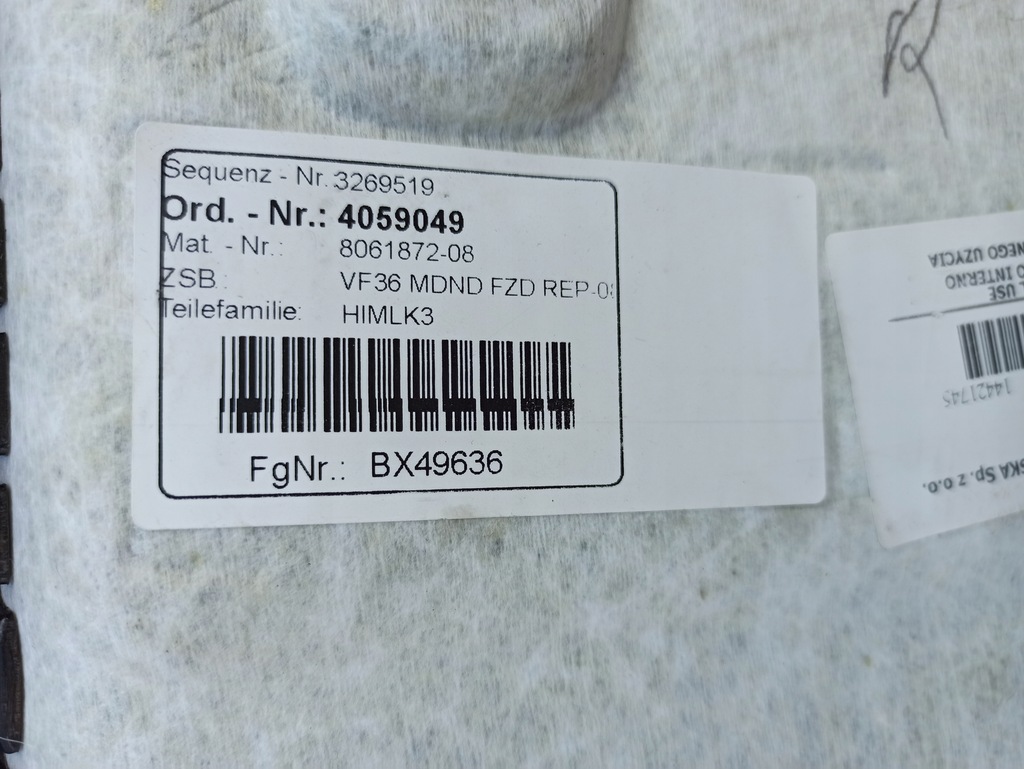 Sequenz - Nr. 3269519
Ord. - Nr.: 4059049
Mat. - Nr.: 8061872-08
ZSB.: VF36 MDND FZD REP-0
Teilefamilie: HIMLK3
FgNr.: BX49636
NEGO UŻYCIA
O INTERNO
USE
1442174S
SKA Sp. z o.o.